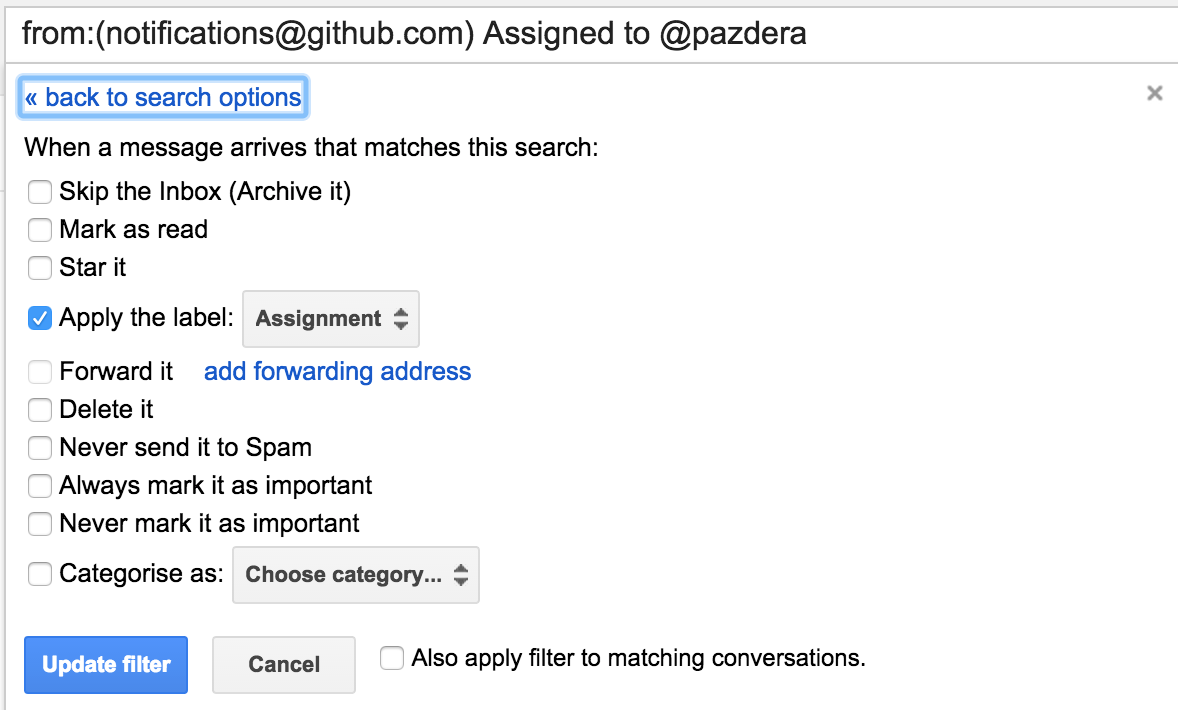 from:(notifications@github.com) Assigned to @pazdera
« back to search options
×
When a message arrives that matches this search:
Skip the Inbox (Archive it)
Mark as read
Star it
Apply the label: Assignment
Forward it add forwarding address
Delete it
Never send it to Spam
Always mark it as important
Never mark it as important
Categorise as: Choose category...
Update filter Cancel Also apply filter to matching conversations.